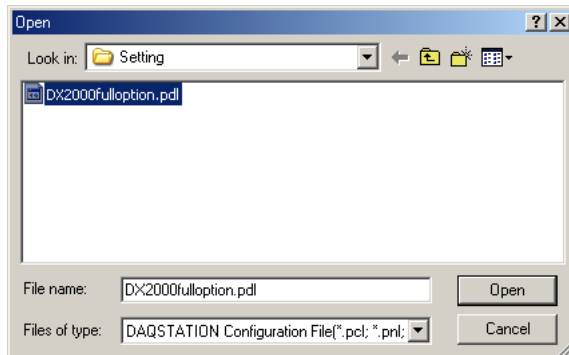 Open
Look in: Setting
DX2000fulloption.pdl
File name: DX2000fulloption.pdl Open
Files of type: DAQSTATION Configuration File(*.pcl; *.pnl; Cancel